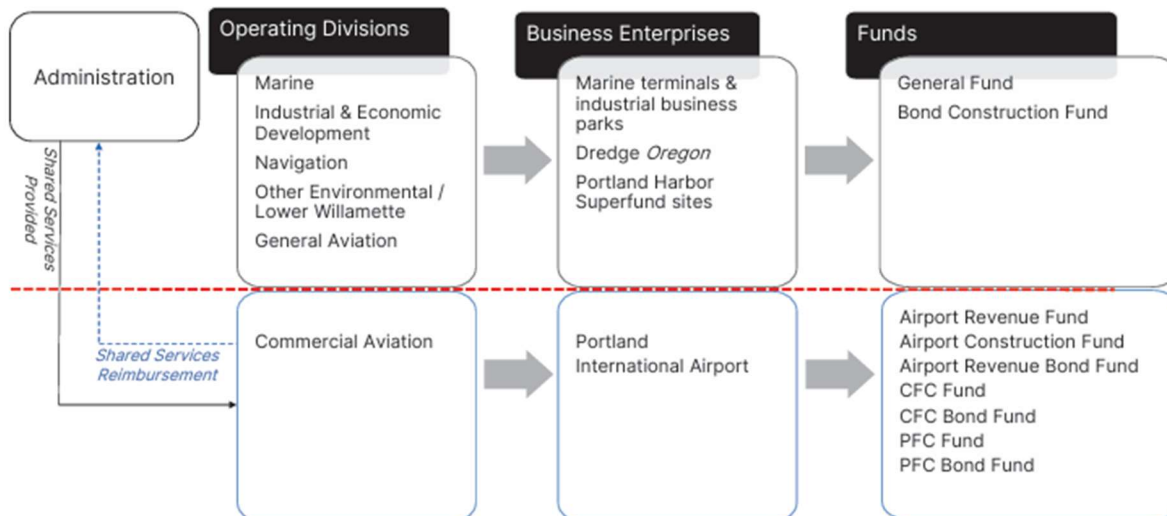 Administration
Shared Services
Provided
Shared Services
Reimbursement
Operating Divisions
Marine
Industrial & Economic
Development
Navigation
Other Environmental /
Lower Willamette
General Aviation
Commercial Aviation
Business Enterprises
Marine terminals &
industrial business
parks
Dredge Oregon
Portland Harbor
Superfund sites
Portland
International Airport
Funds
General Fund
Bond Construction Fund
Airport Revenue Fund
Airport Construction Fund
Airport Revenue Bond Fund
CFC Fund
CFC Bond Fund
PFC Fund
PFC Bond Fund